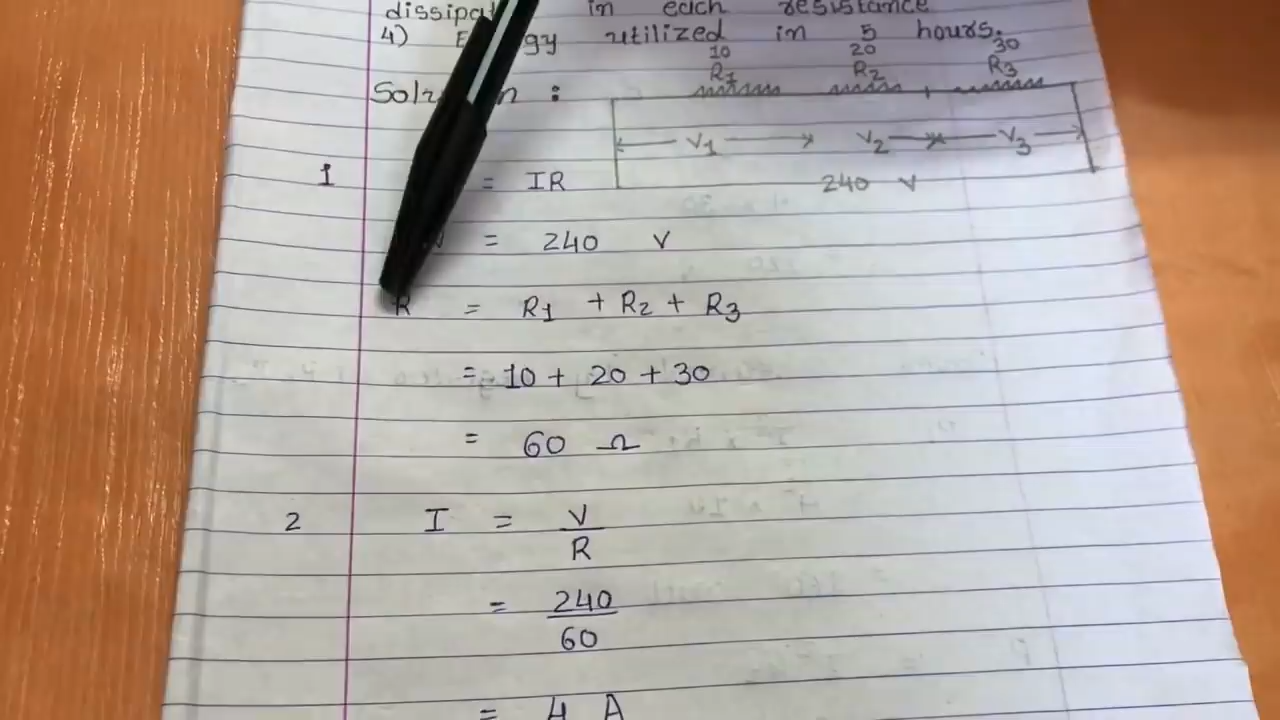 in each resistance
4) utilized in 5 hours.
10 20 30
R1 R2 R3
:
V1 V2 V3
240 V
1 = IR
V = 240 V
R = R1 + R2 + R3
= 10 + 20 + 30
= 60 Ω
2 I = V
R
= 240
60
= 4 A